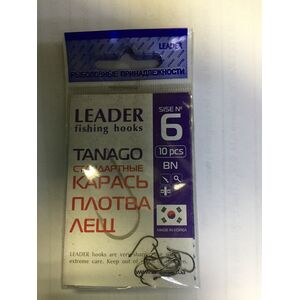 LEADER
РЫБОЛОВНЫЕ ПРИНАДЛЕЖНОСТИ
LEADER
fishing hooks
SISE №
6
10 pcs
BN
TANAGO
СТАНДАРТНЫЕ
КАРАСЬ
ПЛОТВА
ЛЕЩ
MADE IN KOREA
LEADER hooks are very sharp
extreme care. Keep out of